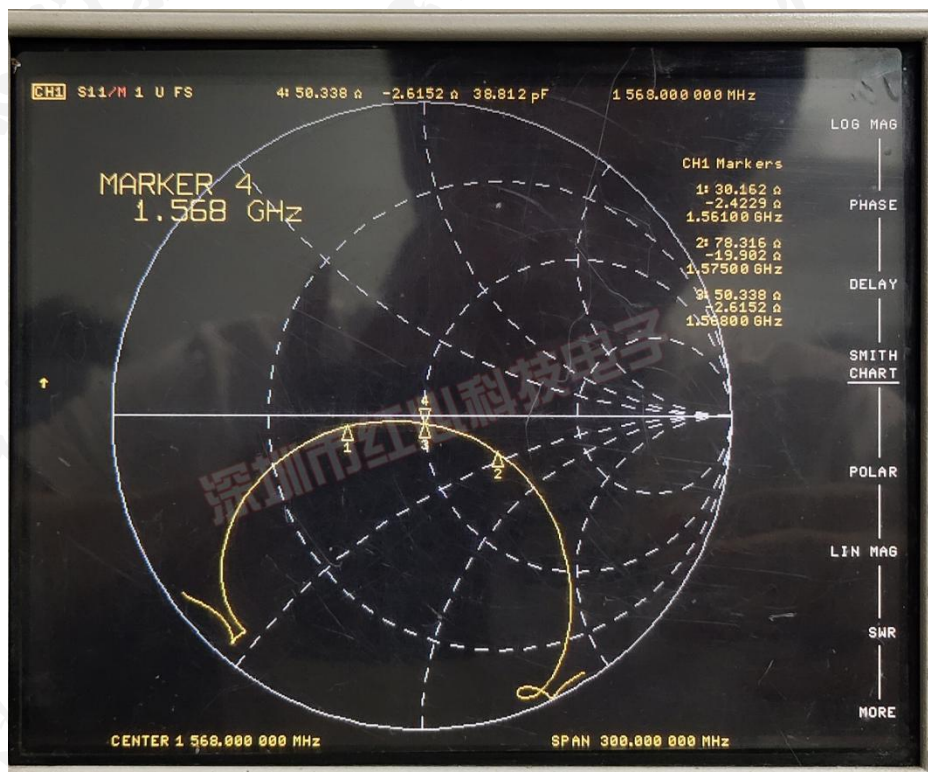 CH1 S11/M 1 U FS 4: 50.338 Ω -2.6152 Ω 38.812 pF 1 568.000 000 MHz
LOG MAG
MARKER 4
1.568 GHz
CH1 Markers
1: 30.162 Ω
-2.4229 Ω
1.56100 GHz
2: 78.316 Ω
-19.902 Ω
1.57500 GHz
3: 50.338 Ω
-2.6152 Ω
1.56800 GHz
PHASE
DELAY
SMITH
CHART
POLAR
LIN MAG
SWR
MORE
4
1
3
2
深圳市红心科技电子
CENTER 1 568.000 000 MHz SPAN 300.000 000 MHz